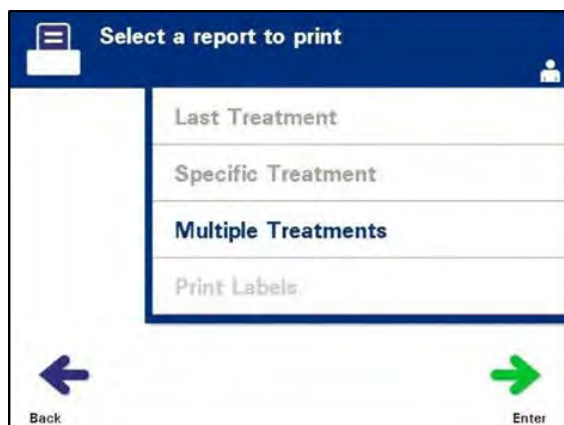 Select a report to print
Last Treatment
Specific Treatment
Multiple Treatments
Print Labels
Back
Enter